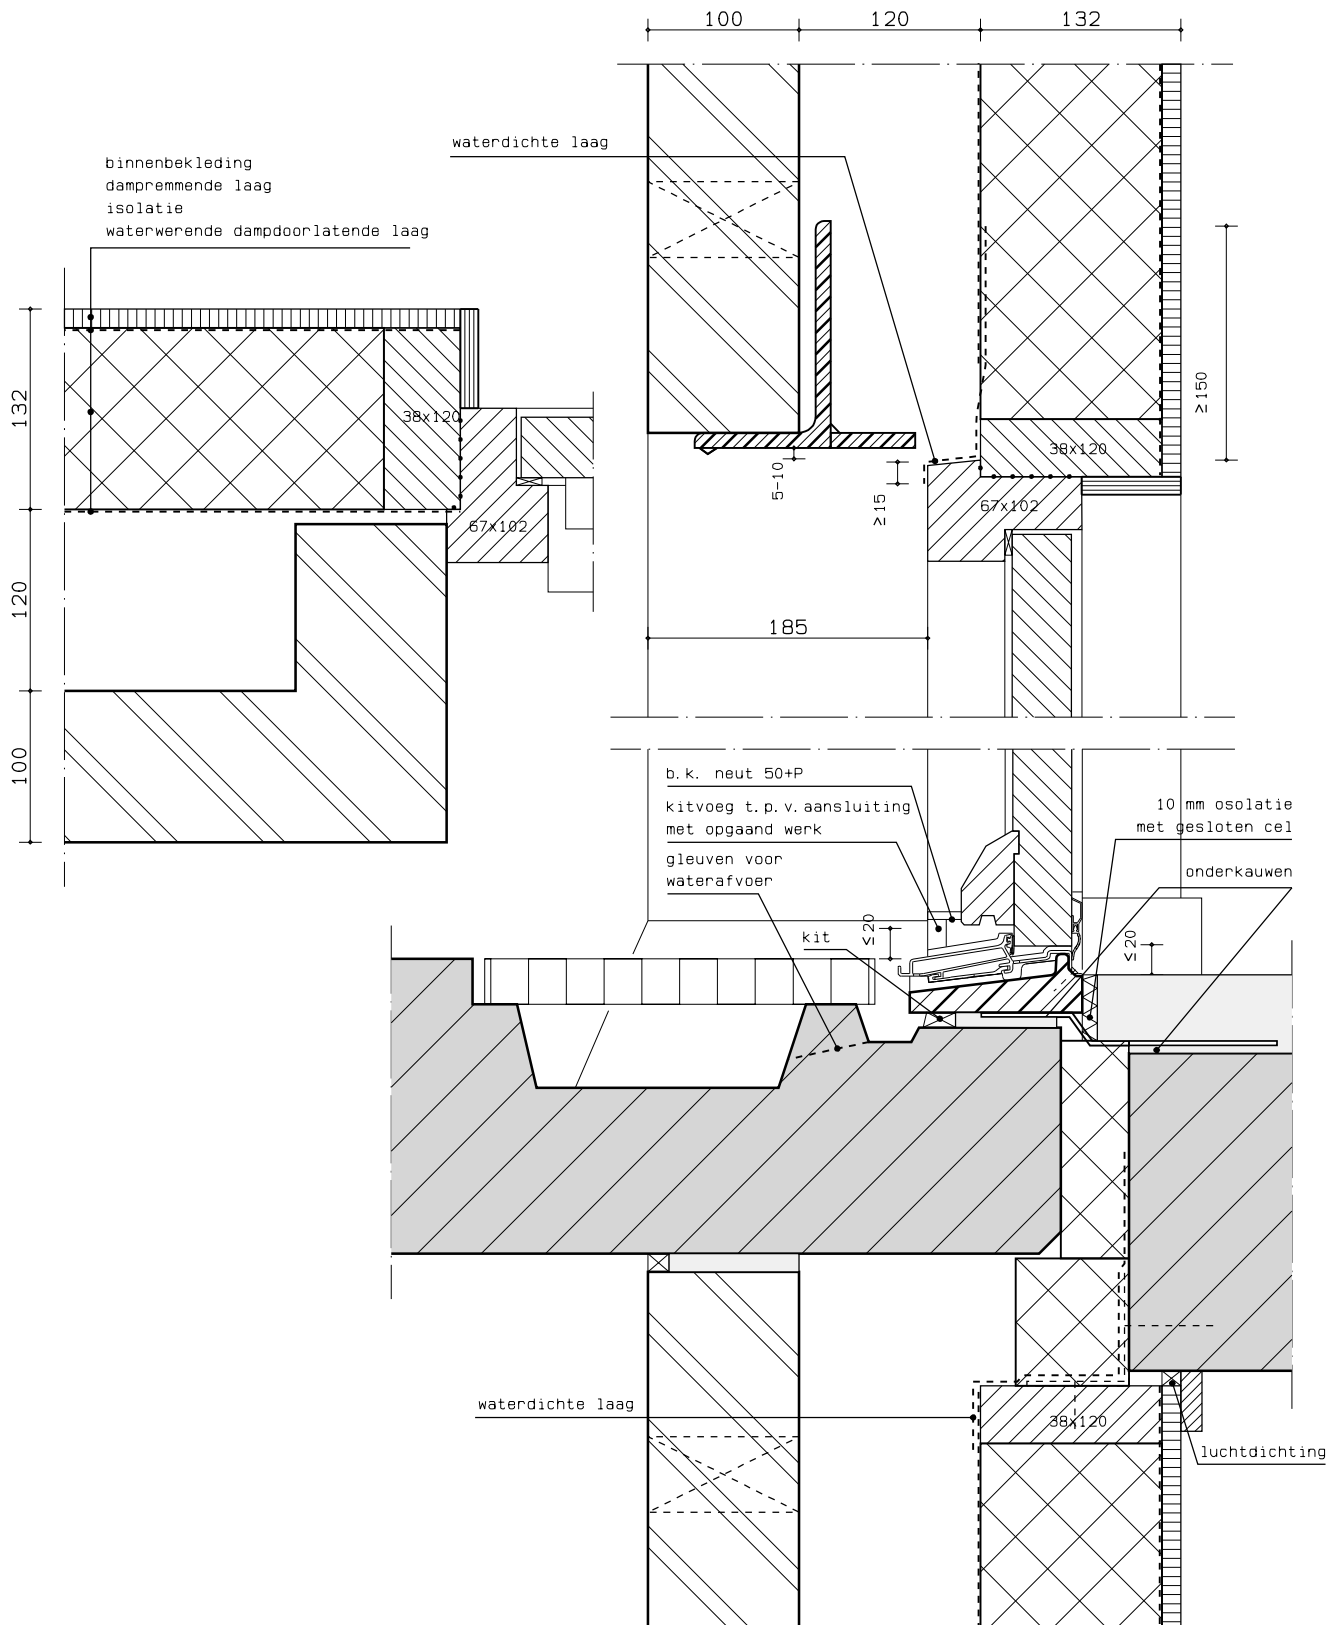 100
120
132
waterdichte laag
binnenbekleding
dampremmende laag
isolatie
waterwerende dampdoorlatende laag
132
120
100
38x120
67x102
≥150
5-10
≥15
38x120
67x102
185
b.k. neut 50+P
kitvoeg t.p.v.aansluiting
met opgaand werk
gleuven voor
waterafvoer
kit
≤20
10 mm osolatie
met gesloten cel
onderkauwen
≤20
waterdichte laag
38x120
luchtdichting